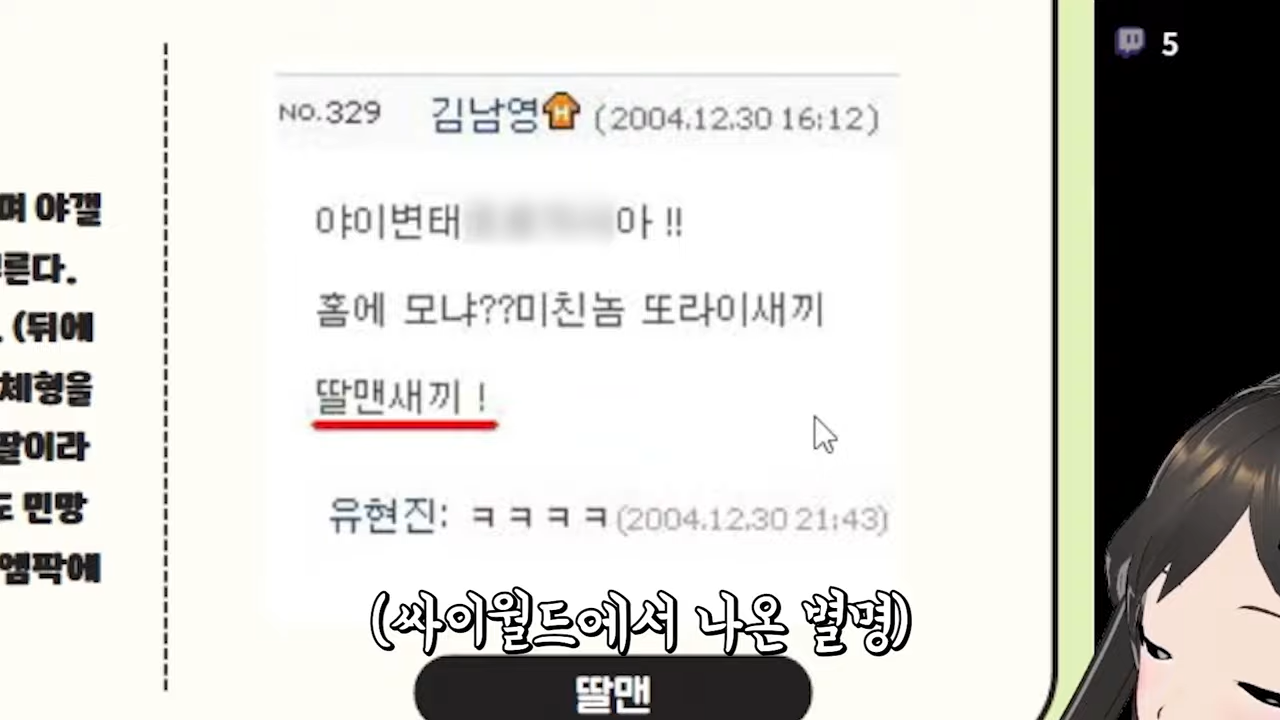 5
NO.329 김남영 (2004.12.30 16:12)
야이변태 아 !!
홈에 모냐??미친놈 또라이새끼
딸맨새끼 !
유현진: ㅋㅋㅋㅋ(2004.12.30 21:43)
며 야갤
른다.
. (뒤에
체형을
딸이라
도 민망
엠팍에
(싸이월드에서 나온 별명)
딸맨